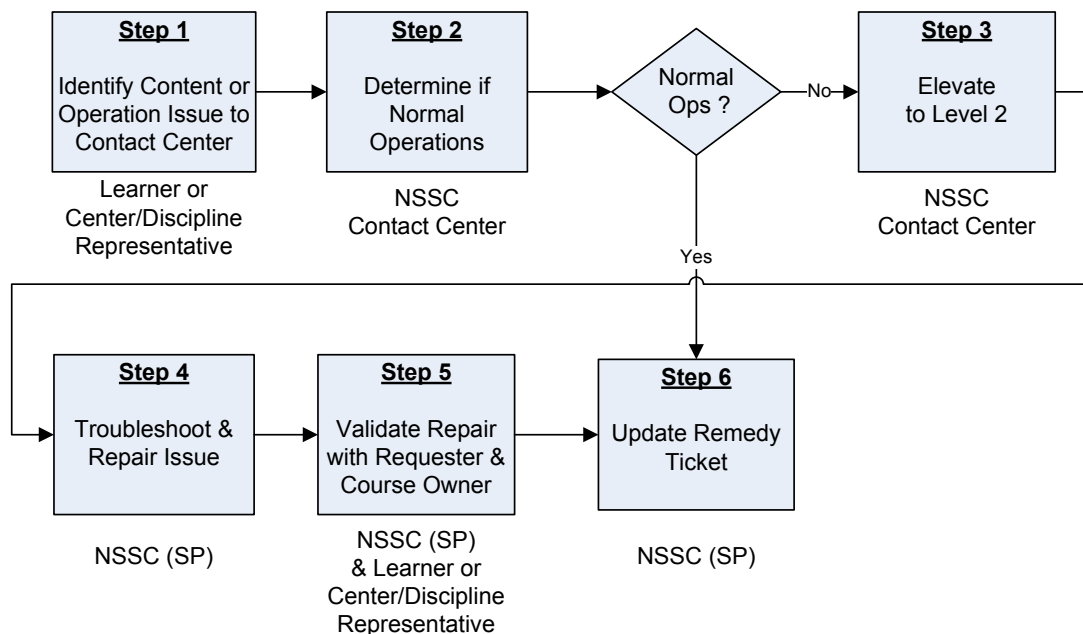 Step 1
Identify Content or
Operation Issue to
Contact Center
Learner or
Center/Discipline
Representative
Step 2
Determine if
Normal
Operations
NSSC
Contact Center
Normal
Ops ?
No
Yes
Step 3
Elevate
to Level 2
NSSC
Contact Center
Step 4
Troubleshoot &
Repair Issue
NSSC (SP)
Step 5
Validate Repair
with Requester &
Course Owner
NSSC (SP)
& Learner or
Center/Discipline
Representative
Step 6
Update Remedy
Ticket
NSSC (SP)